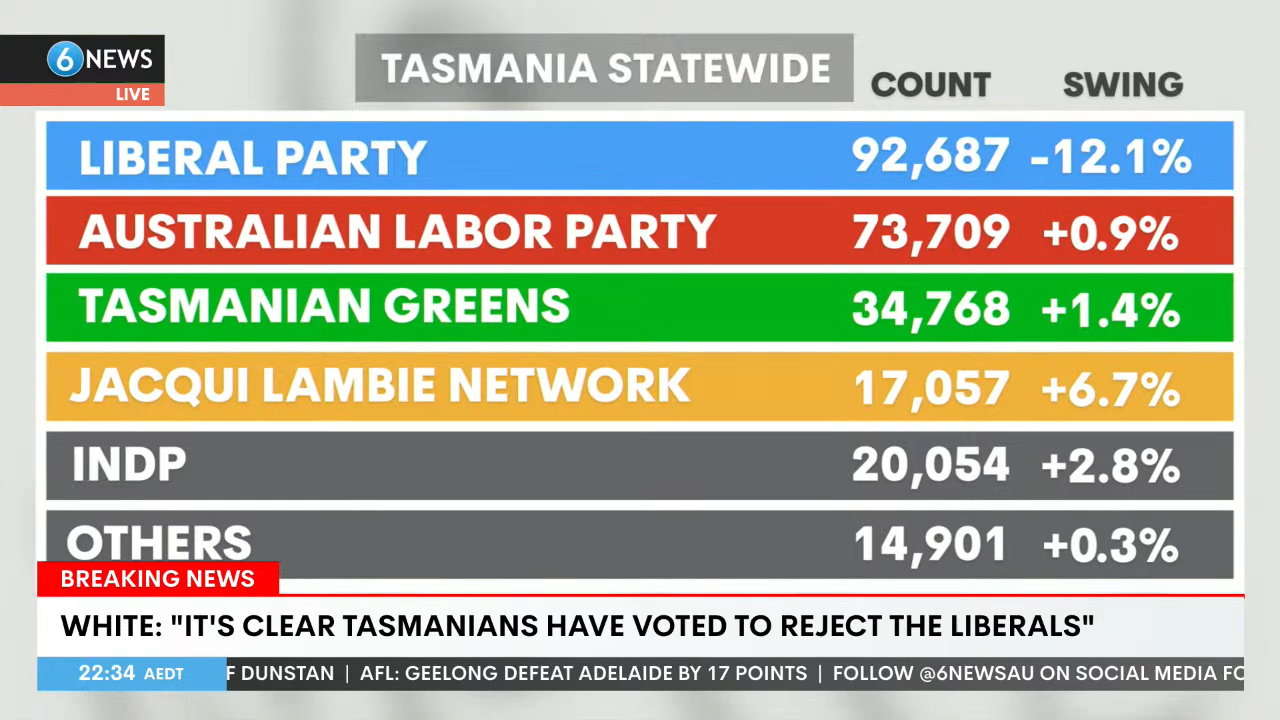 6 NEWS
LIVE
TASMANIA STATEWIDE
COUNT SWING
LIBERAL PARTY 92,687 -12.1%
AUSTRALIAN LABOR PARTY 73,709 +0.9%
TASMANIAN GREENS 34,768 +1.4%
JACQUI LAMBIE NETWORK 17,057 +6.7%
INDP 20,054 +2.8%
OTHERS 14,901 +0.3%
BREAKING NEWS
WHITE: "IT'S CLEAR TASMANIANS HAVE VOTED TO REJECT THE LIBERALS"
22:34 AEDT F DUNSTAN | AFL: GEELONG DEFEAT ADELAIDE BY 17 POINTS | FOLLOW @6NEWSAU ON SOCIAL MEDIA FO